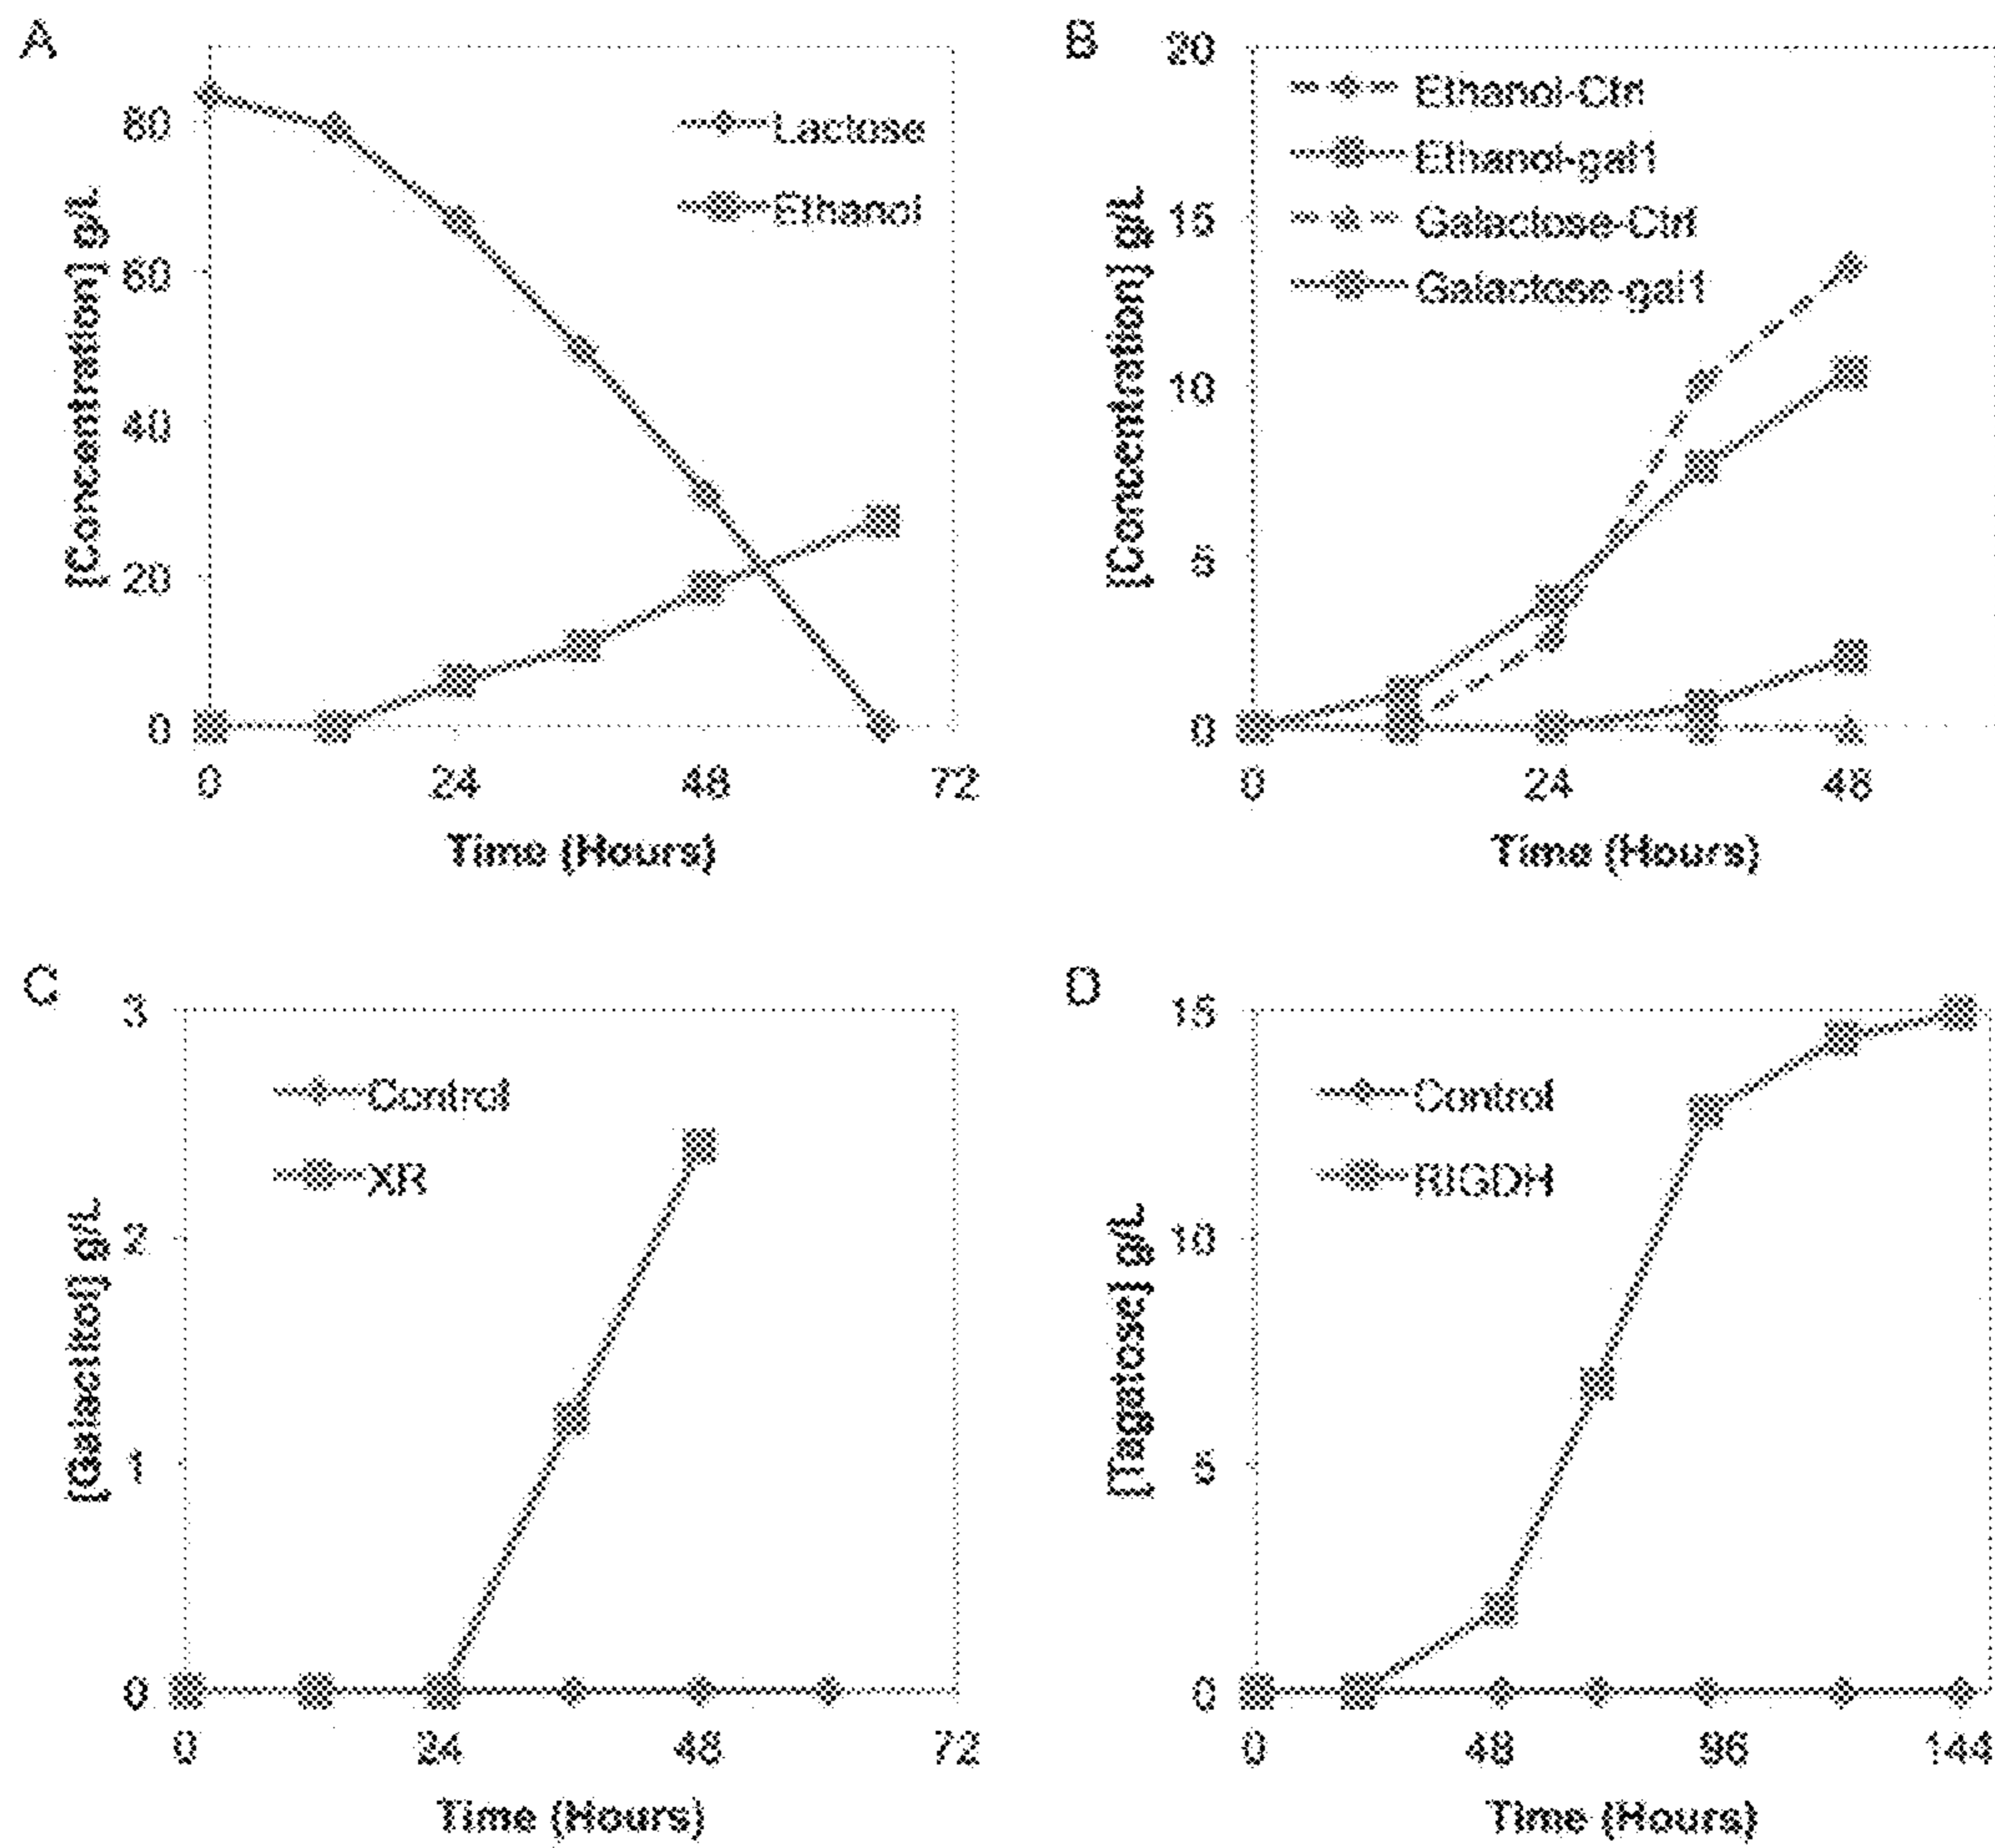 A
[Concentration] g/L
80
60
40
20
0
0 24 48 72
Time (Hours)
Lactose
Ethanol
B
[Concentration] g/L
20
15
10
5
0
0 24 48
Time (Hours)
Ethanol-Ctrl
Ethanol-gal1
Galactose-Ctrl
Galactose-gal1
C
[Galactitol] g/L
3
2
1
0
0 24 48 72
Time (Hours)
Control
XR
D
[Tagatose] g/L
15
10
5
0
0 48 96 144
Time (Hours)
Control
RlGDH